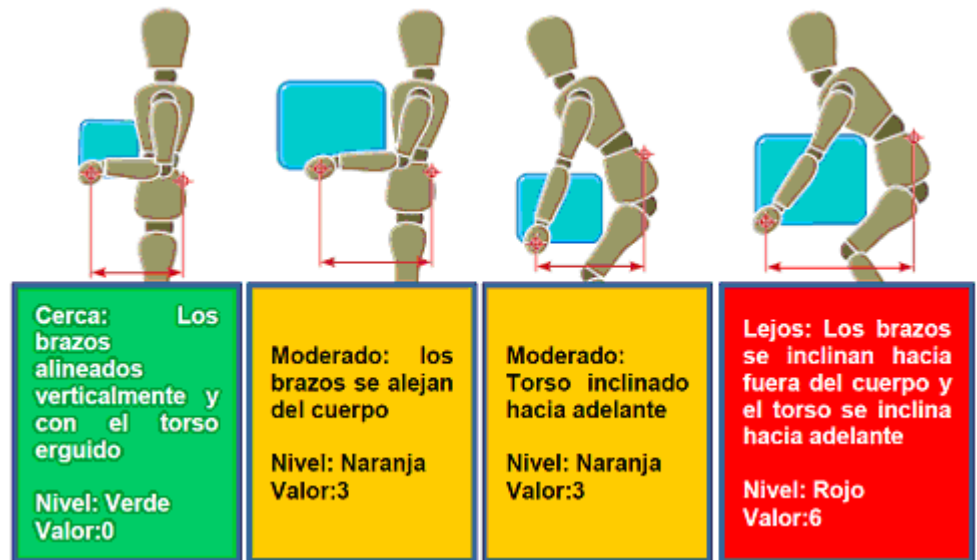 Cerca: Los
brazos
alineados
verticalmente y
con el torso
erguido
Nivel: Verde
Valor:0
Moderado: los
brazos se alejan
del cuerpo
Nivel: Naranja
Valor:3
Moderado:
Torso inclinado
hacia adelante
Nivel: Naranja
Valor:3
Lejos: Los brazos
se inclinan hacia
fuera del cuerpo y
el torso se inclina
hacia adelante
Nivel: Rojo
Valor:6